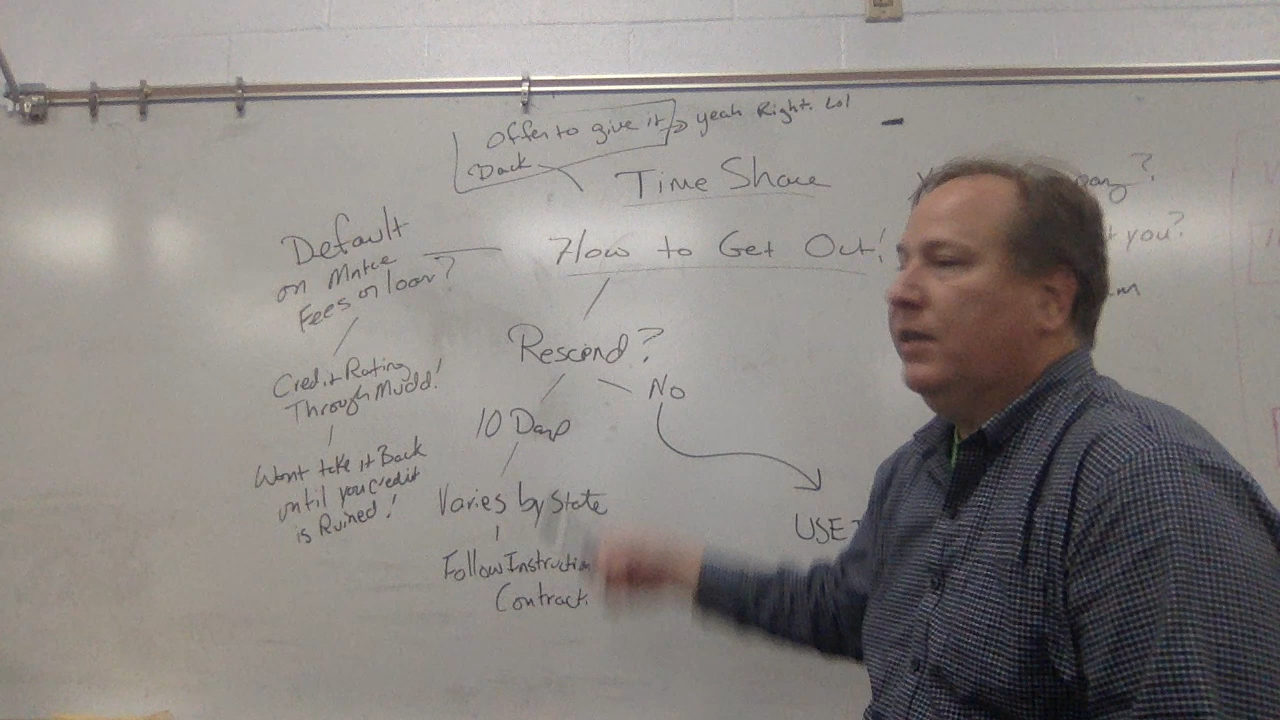 Offer to give it → yeah Right. Lol
Back
Time Share
How to Get Out!
Default
on Mntce
Fees or loan?
Credit Rating
Through Mudd!
Wont take it Back
until you credit
is Ruined!
Rescend?
10 Days
No
Varies by State
Follow Instruction
Contract.
USE
?
you?